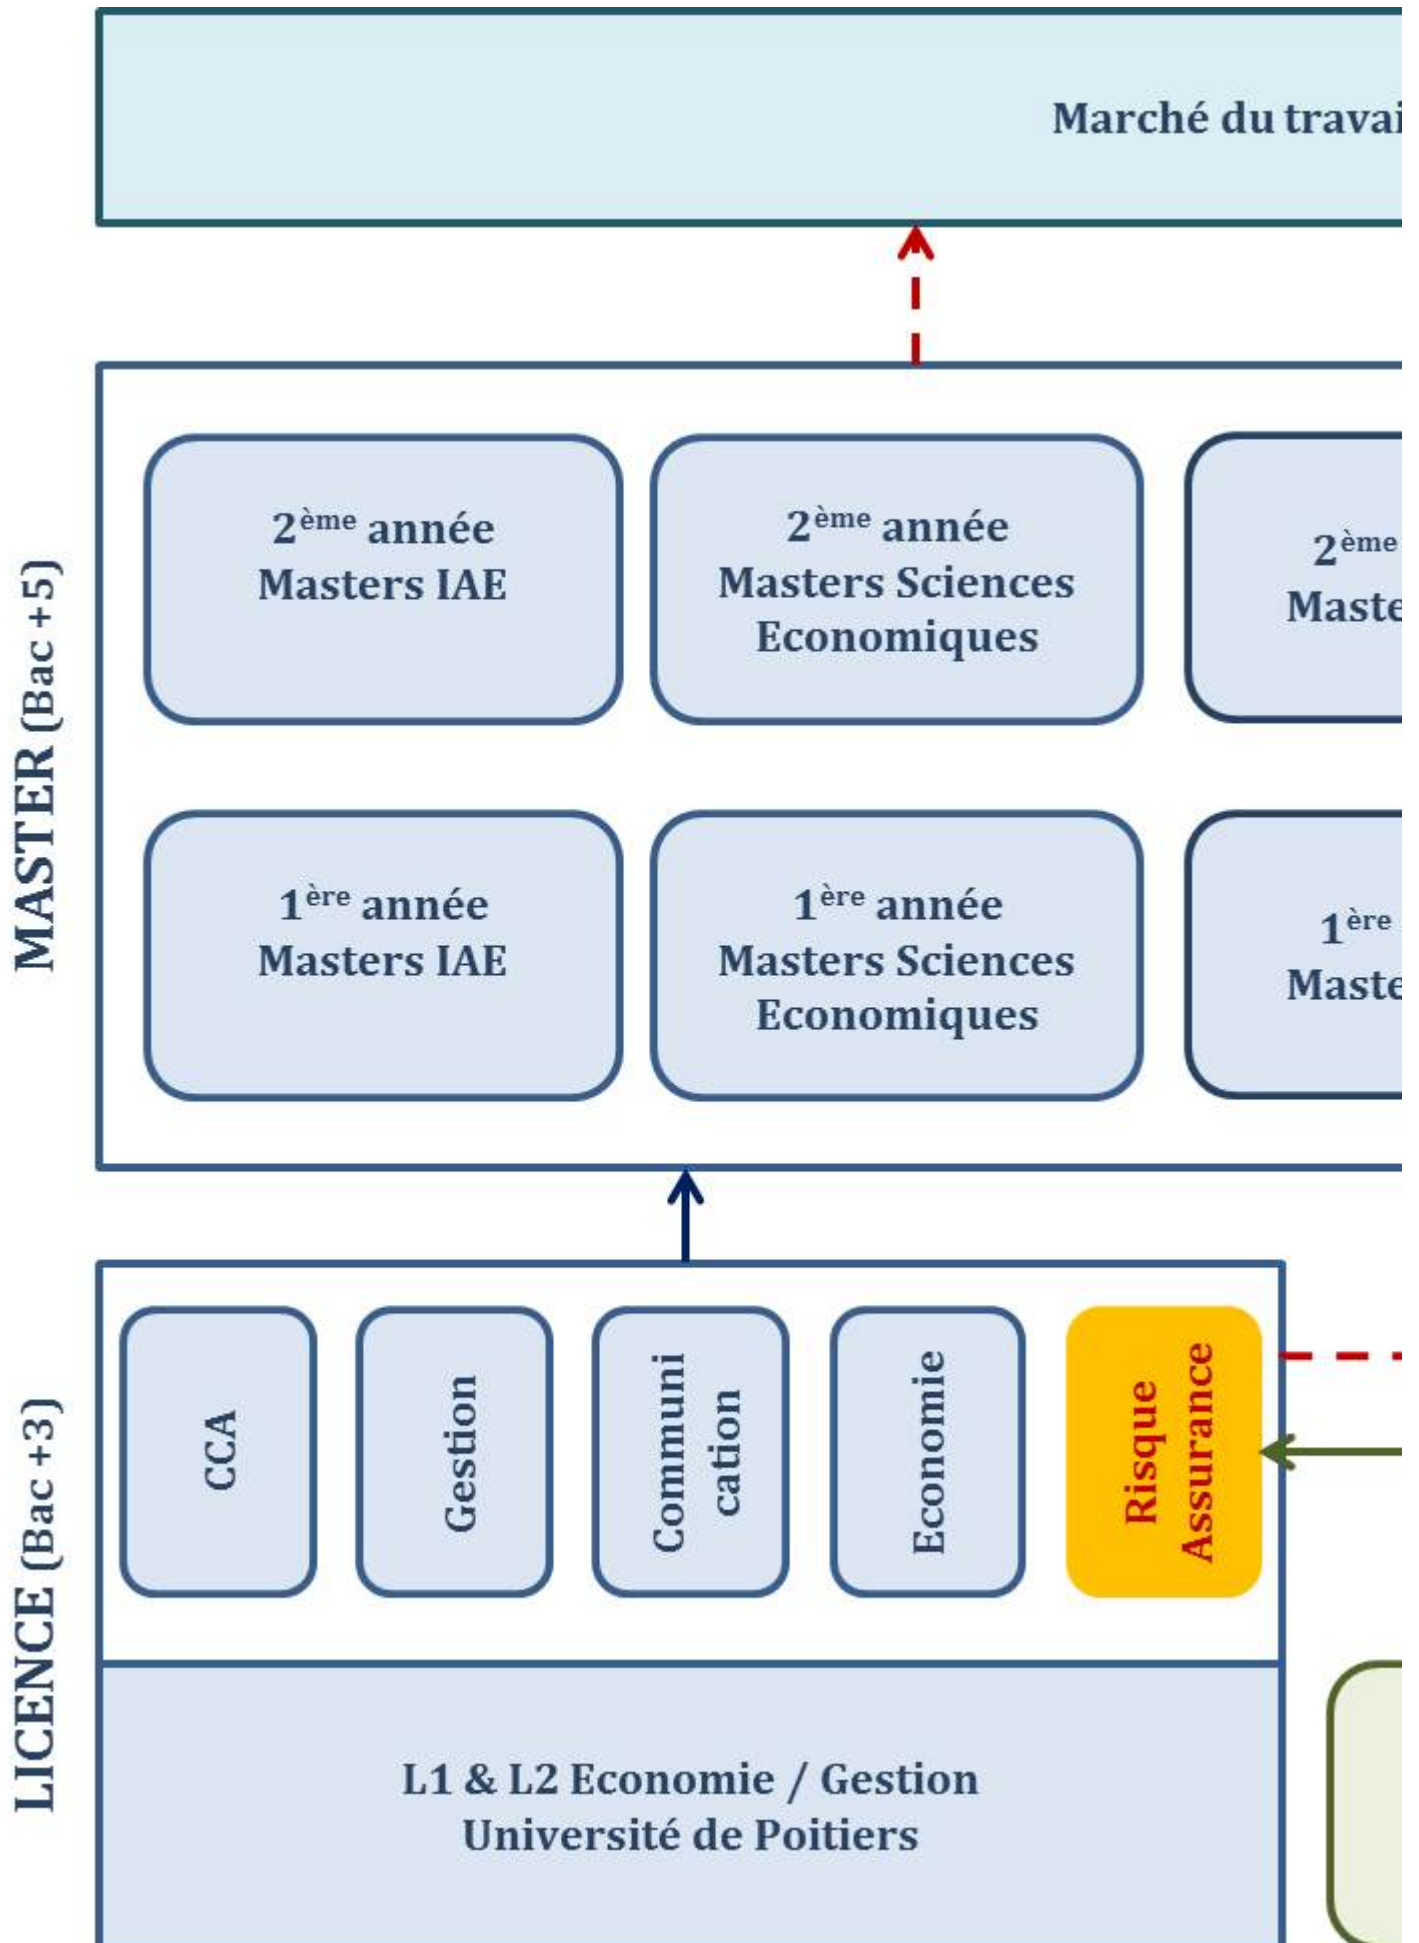 Marché du travai
MASTER (Bac +5)
2ème année
Masters IAE
2ème année
Masters Sciences
Economiques
2ème
Maste
1ère année
Masters IAE
1ère année
Masters Sciences
Economiques
1ère
Maste
LICENCE (Bac +3)
CCA
Gestion
Communi
cation
Economie
Risque
Assurance
L1 & L2 Economie / Gestion
Université de Poitiers